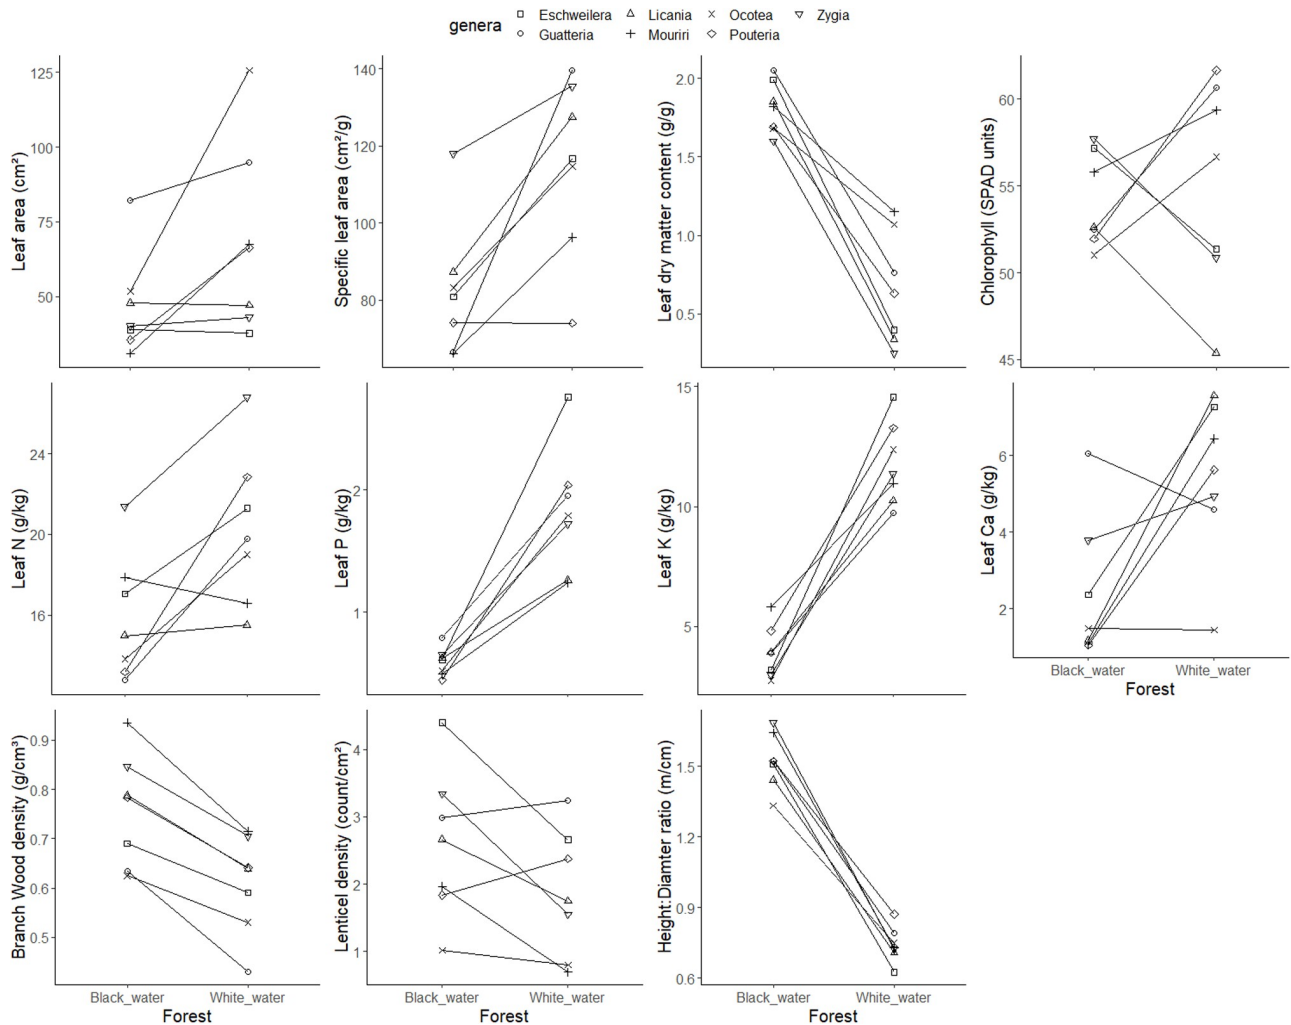 genera
Eschweilera
Licania
Ocotea
Zygia
Guatteria
Mouriri
Pouteria
Leaf area (cm²)
125
100
75
50
Specific leaf area (cm²/g)
140
120
100
80
Leaf dry matter content (g/g)
2.0
1.5
1.0
0.5
Chlorophyll (SPAD units)
60
55
50
45
Leaf N (g/kg)
24
20
16
Leaf P (g/kg)
2
1
Leaf K (g/kg)
15
10
5
Leaf Ca (g/kg)
6
4
2
Black_water White_water
Forest
Branch Wood density (g/cm³)
0.9
0.8
0.7
0.6
0.5
Black_water White_water
Forest
Lenticel density (count/cm²)
4
3
2
1
Black_water White_water
Forest
Height:Diamter ratio (m/cm)
1.5
1.2
0.9
0.6
Black_water White_water
Forest